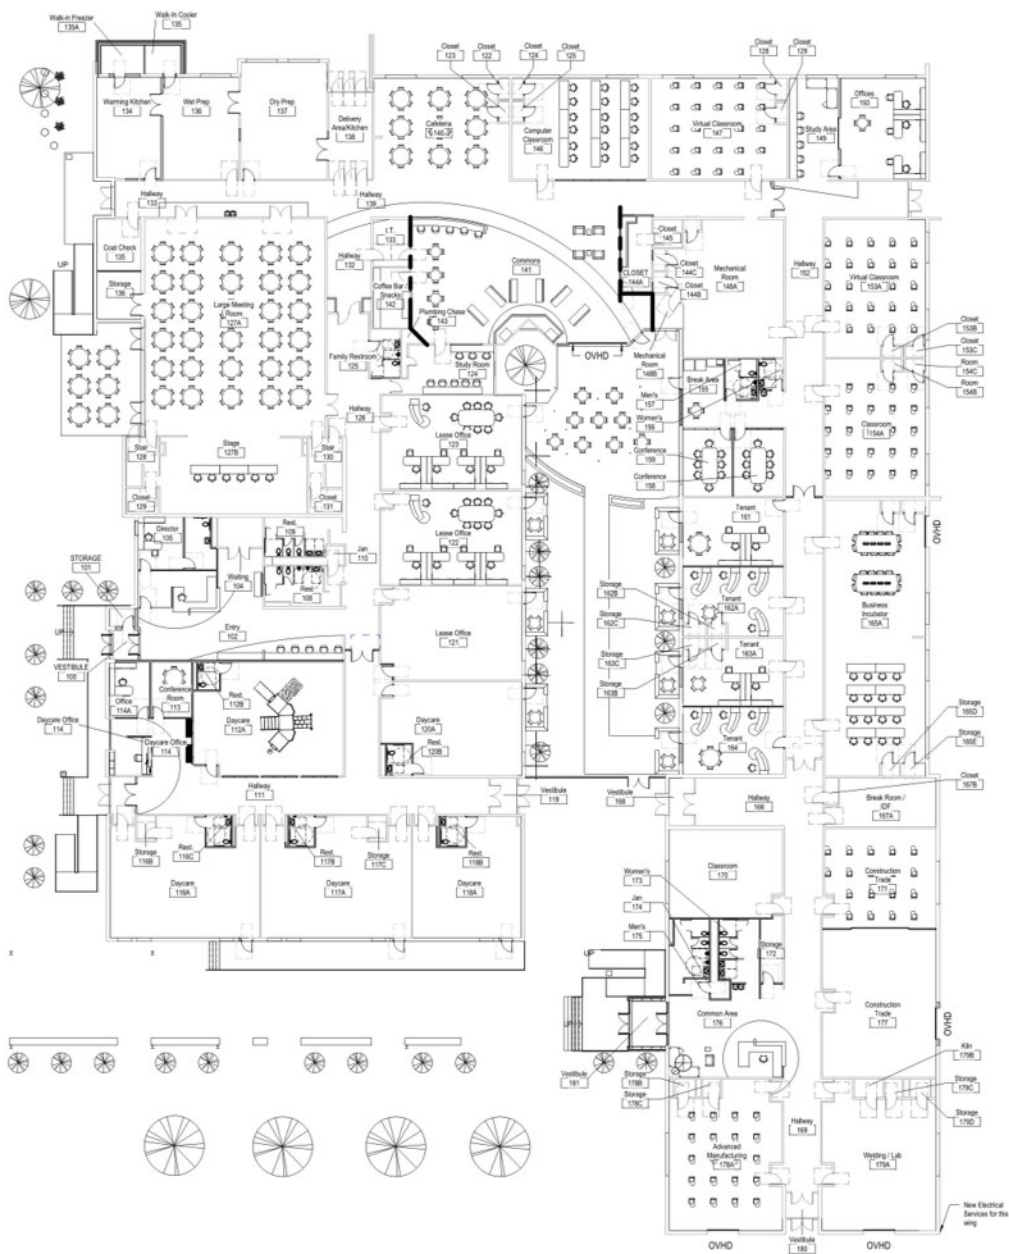 Walk-in Freezer
135A
Walk-In Cooler
135
Closet
123
Closet
122
Closet
124
Closet
125
Closet
128
Closet
129
Warming Kitchen
134
Wet Prep
136
Dry Prep
137
Delivery
Area/Kitchen
138
Cafeteria
Computer
Classroom
146
Virtual Classroom
147
Study Area
149
Offices
150
Hallway
133
Hallway
139
UP
Coat Check
135
Storage
136
Large Meeting
Room
127A
Hallway
132
I.T.
133
Coffee Bar /
Snacks
142
Plumbing Chase
143
Commons
141
Closet
145
CLOSET
144A
Closet
144C
Closet
144B
Mechanical
Room
148A
Hallway
152
Virtual Classroom
153A
Closet
153B
Closet
153C
Room
154C
Room
154B
Family Restroom
125
Study Room
124
OVHD
Mechanical
Room
148B
Break Area
155
Men's
157
Women's
156
Hallway
126
Lease Office
123
Classroom
154A
Conference
159
Conference
158
Stair
128
Stage
127B
Stair
130
Closet
129
Closet
131
Director
105
Rest.
109
Jan
110
Lease Office
122
Tenant
161
OVHD
STORAGE
101
Waiting
104
Rest.
108
Storage
162B
Storage
162C
Tenant
162A
Business
Incubator
165A
UP
Entry
102
Lease Office
121
Storage
163C
Storage
163B
Tenant
163A
VESTIBULE
100
Office
114A
Conference
Room
113
Rest.
112B
Daycare
112A
Daycare Office
114
Daycare Office
114
Daycare
120A
Rest.
120B
Tenant
164
Storage
165D
Storage
165E
Closet
167B
Hallway
111
Vestibule
119
Vestibule
168
Hallway
166
Break Room /
IDF
167A
Storage
116B
Rest.
116C
Rest.
117B
Storage
117C
Rest.
118B
Daycare
116A
Daycare
117A
Daycare
118A
Classroom
170
Women's
173
Jan
174
Men's
175
Storage
172
Construction
Trade
171
UP
UP
Common Area
176
Construction
Trade
177
OVHD
Vestibule
181
Storage
178B
Storage
178C
Kiln
179B
Storage
179C
Storage
179D
Hallway
169
Advanced
Manufacturing
178A
Welding / Lab
179A
New Electrical
Services for this
wing
Vestibule
180
OVHD
OVHD